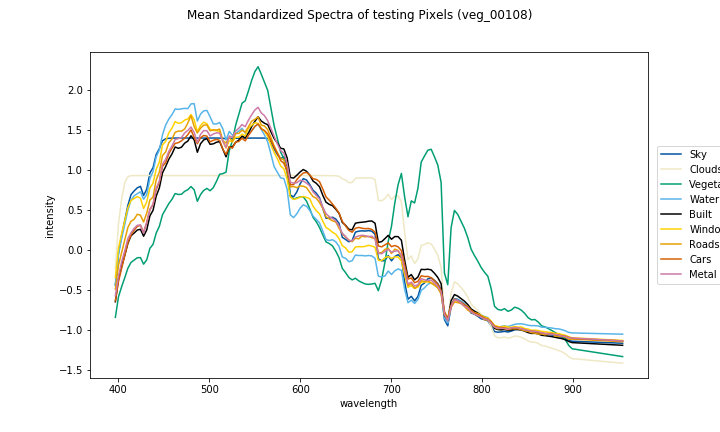 Mean Standardized Spectra of testing Pixels (veg_00108)
intensity
2.0
1.5
1.0
0.5
0.0
−0.5
−1.0
−1.5
400 500 600 700 800 900
wavelength
Sky
Clouds
Vegeta
Water
Built
Windo
Roads
Cars
Metal